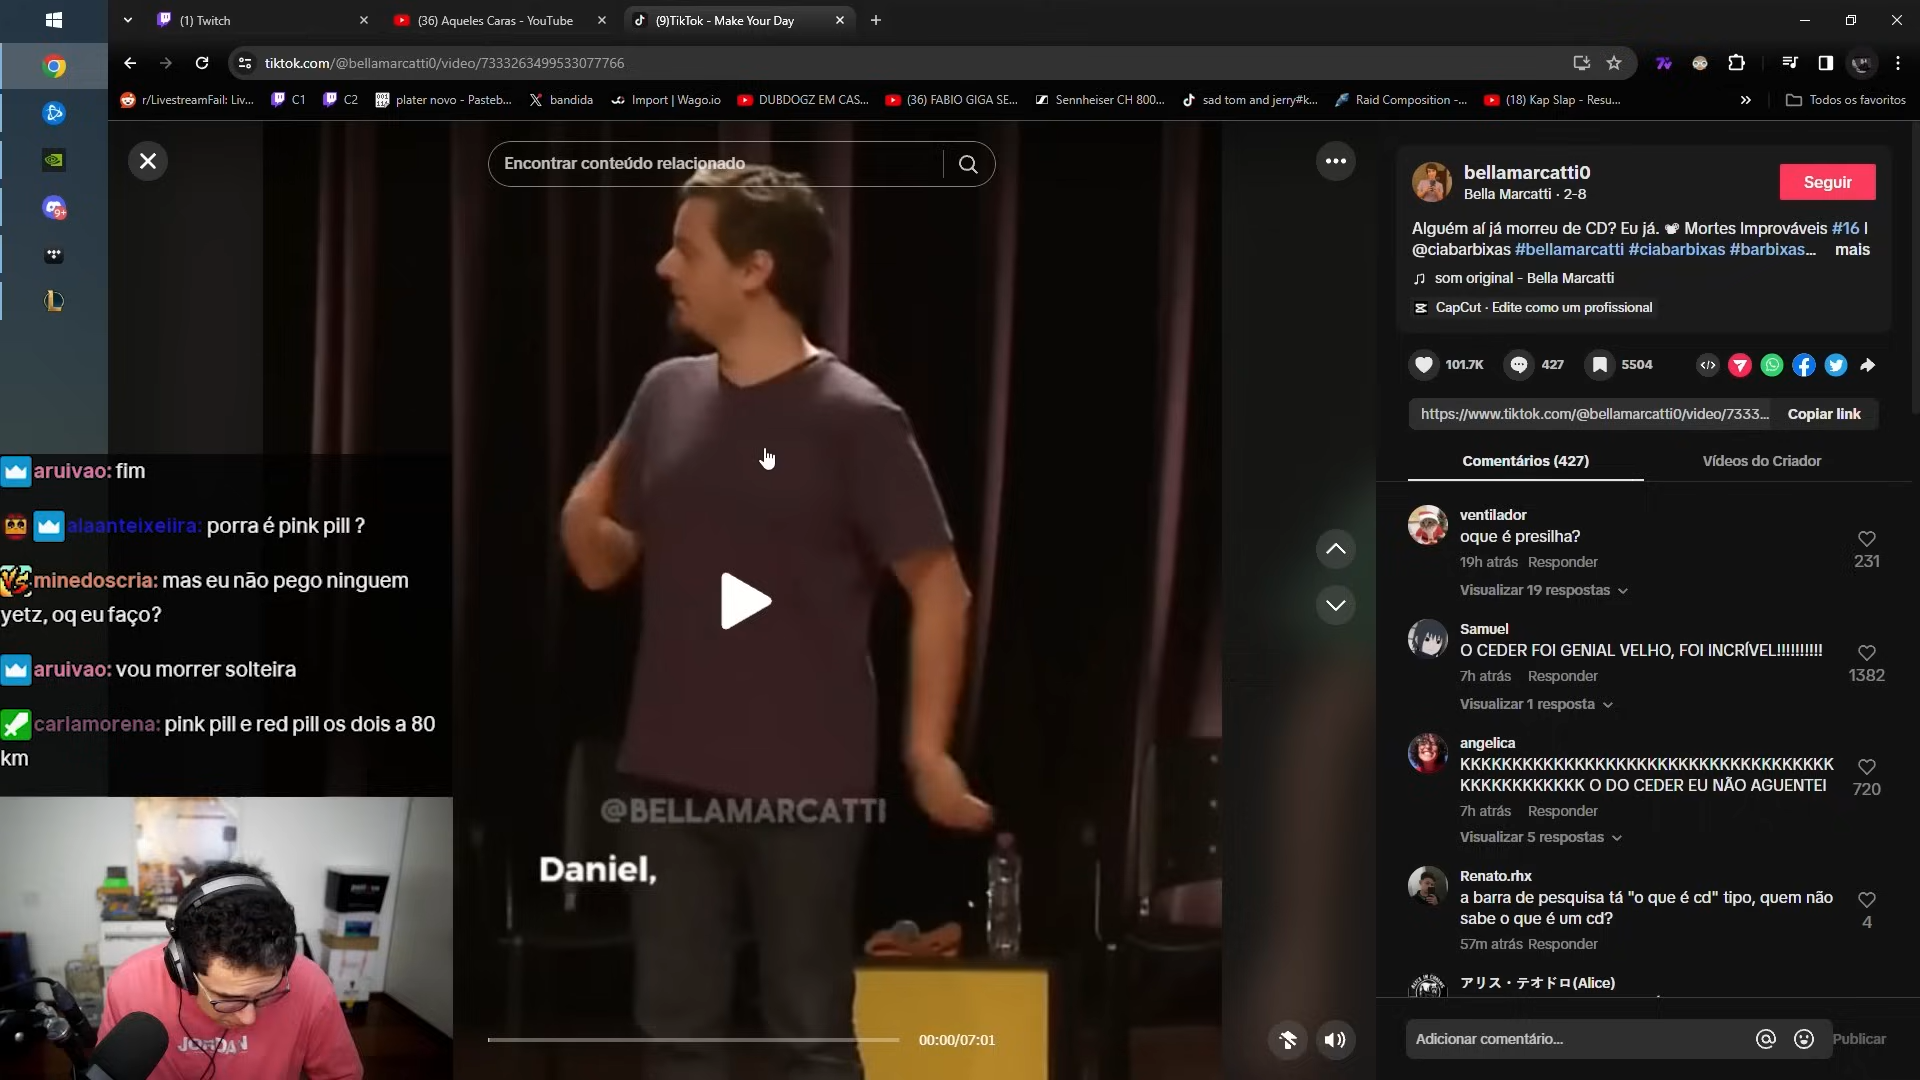 (1) Twitch
(36) Aqueles Caras - YouTube
(9)TikTok - Make Your Day
tiktok.com/@bellamarcatti0/video/7333263499533077766
r/LivestreamFail: Liv...
C1
C2
plater novo - Pasteb...
bandida
Import | Wago.io
DUBDOGZ EM CAS...
(36) FABIO GIGA SE...
Sennheiser CH 800...
sad tom and jerry#k...
Raid Composition -...
(18) Kap Slap - Resu...
Todos os favoritos
9+
Encontrar conteúdo relacionado
aruivao: fim
alaanteixeiira: porra é pink pill ?
minedoscria: mas eu não pego ninguem
yetz, oq eu faço?
aruivao: vou morrer solteira
carlamorena: pink pill e red pill os dois a 80
km
@BELLAMARCATTI
Daniel,
00:00/07:01
JORDAN
bellamarcatti0
Bella Marcatti · 2-8
Seguir
Alguém aí já morreu de CD? Eu já. Mortes Improváveis #16 |
@ciabarbixas #bellamarcatti #ciabarbixas #barbixas... mais
som original - Bella Marcatti
CapCut · Edite como um profissional
101.7K
427
5504
https://www.tiktok.com/@bellamarcatti0/video/7333...
Copiar link
Comentários (427)
Vídeos do Criador
ventilador
oque é presilha?
19h atrás Responder
231
Visualizar 19 respostas
Samuel
O CEDER FOI GENIAL VELHO, FOI INCRÍVEL!!!!!!!!!!
7h atrás Responder
1382
Visualizar 1 resposta
angelica
KKKKKKKKKKKKKKKKKKKKKKKKKKKKKKKKKKKK
KKKKKKKKKKKK O DO CEDER EU NÃO AGUENTEI
7h atrás Responder
720
Visualizar 5 respostas
Renato.rhx
a barra de pesquisa tá "o que é cd" tipo, quem não
sabe o que é um cd?
57m atrás Responder
4
アリス・テオドロ(Alice)
Adicionar comentário...
Publicar